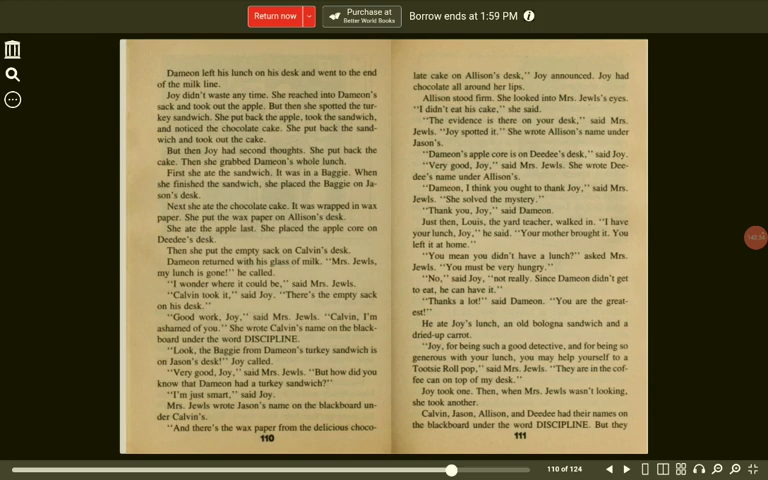 Return now
Purchase at
Better World Books
Borrow ends at 1:59 PM
Dameon left his lunch on his desk and went to the end
of the milk line.
Joy didn't waste any time. She reached into Dameon's
sack and took out the apple. But then she spotted the tur-
key sandwich. She put back the apple, took the sandwich,
and noticed the chocolate cake. She put back the sand-
wich and took out the cake.
But then Joy had second thoughts. She put back the
cake. Then she grabbed Dameon's whole lunch.
First she ate the sandwich. It was in a Baggie. When
she finished the sandwich, she placed the Baggie on Ja-
son's desk.
Next she ate the chocolate cake. It was wrapped in wax
paper. She put the wax paper on Allison's desk.
She ate the apple last. She placed the apple core on
Deedee's desk.
Then she put the empty sack on Calvin's desk.
Dameon returned with his glass of milk. "Mrs. Jewls,
my lunch is gone!" he called.
"I wonder where it could be," said Mrs. Jewls.
"Calvin took it," said Joy. "There's the empty sack
on his desk."
"Good work, Joy," said Mrs. Jewls. "Calvin, I'm
ashamed of you." She wrote Calvin's name on the black-
board under the word DISCIPLINE.
"Look, the Baggie from Dameon's turkey sandwich is
on Jason's desk!" Joy called.
"Very good, Joy," said Mrs. Jewls. "But how did you
know that Dameon had a turkey sandwich?"
"I'm just smart," said Joy.
Mrs. Jewls wrote Jason's name on the blackboard un-
der Calvin's.
"And there's the wax paper from the delicious choco-
110
late cake on Allison's desk," Joy announced. Joy had
chocolate all around her lips.
Allison stood firm. She looked into Mrs. Jewls's eyes.
"I didn't eat his cake," she said.
"The evidence is there on your desk," said Mrs.
Jewls. "Joy spotted it." She wrote Allison's name under
Jason's.
"Dameon's apple core is on Deedee's desk," said Joy.
"Very good, Joy," said Mrs. Jewls. She wrote Dee-
dee's name under Allison's.
"Dameon, I think you ought to thank Joy," said Mrs.
Jewls. "She solved the mystery."
"Thank you, Joy," said Dameon.
Just then, Louis, the yard teacher, walked in. "I have
your lunch, Joy," he said. "Your mother brought it. You
left it at home."
"You mean you didn't have a lunch?" asked Mrs.
Jewls. "You must be very hungry."
"No," said Joy, "not really. Since Dameon didn't get
to eat, he can have it."
"Thanks a lot!" said Dameon. "You are the great-
est!"
He ate Joy's lunch, an old bologna sandwich and a
dried-up carrot.
"Joy, for being such a good detective, and for being so
generous with your lunch, you may help yourself to a
Tootsie Roll pop," said Mrs. Jewls. "They are in the cof-
fee can on top of my desk."
Joy took one. Then, when Mrs. Jewls wasn't looking,
she took another.
Calvin, Jason, Allison, and Deedee had their names on
the blackboard under the word DISCIPLINE. But they
111
110 of 124